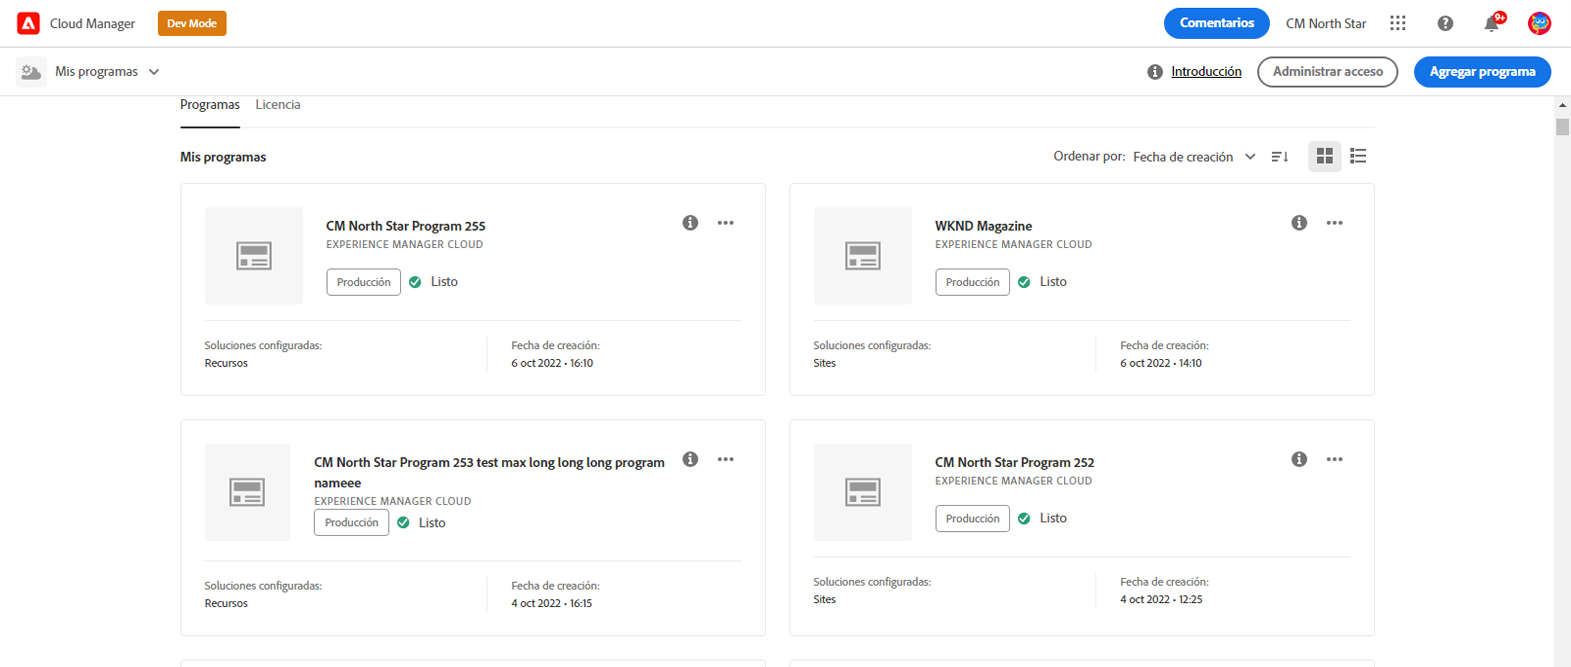 Cloud Manager
Dev Mode
Comentarios
CM North Star
9+
Mis programas
Introducción
Administrar acceso
Agregar programa
Programas
Licencia
Mis programas
Ordenar por: Fecha de creación
CM North Star Program 255
EXPERIENCE MANAGER CLOUD
Producción
Listo
Soluciones configuradas:
Recursos
Fecha de creación:
6 oct 2022 • 16:10
WKND Magazine
EXPERIENCE MANAGER CLOUD
Producción
Listo
Soluciones configuradas:
Sites
Fecha de creación:
6 oct 2022 • 14:10
CM North Star Program 253 test max long long long program
nameee
EXPERIENCE MANAGER CLOUD
Producción
Listo
Soluciones configuradas:
Recursos
Fecha de creación:
4 oct 2022 • 16:15
CM North Star Program 252
EXPERIENCE MANAGER CLOUD
Producción
Listo
Soluciones configuradas:
Sites
Fecha de creación:
4 oct 2022 • 12:25